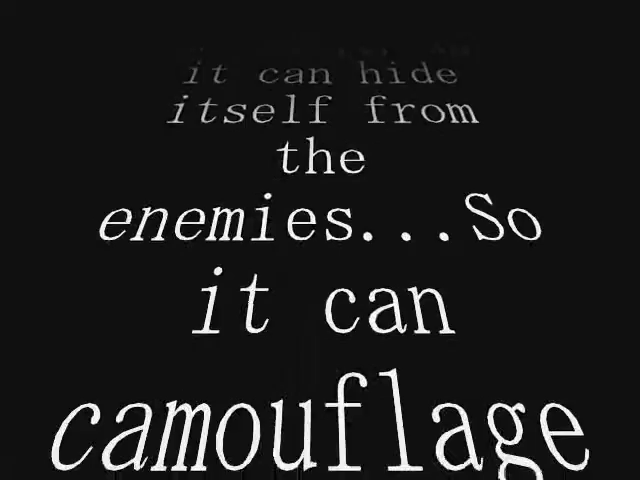 it can hide
itself from
the
enemies...So
it can
camouflage